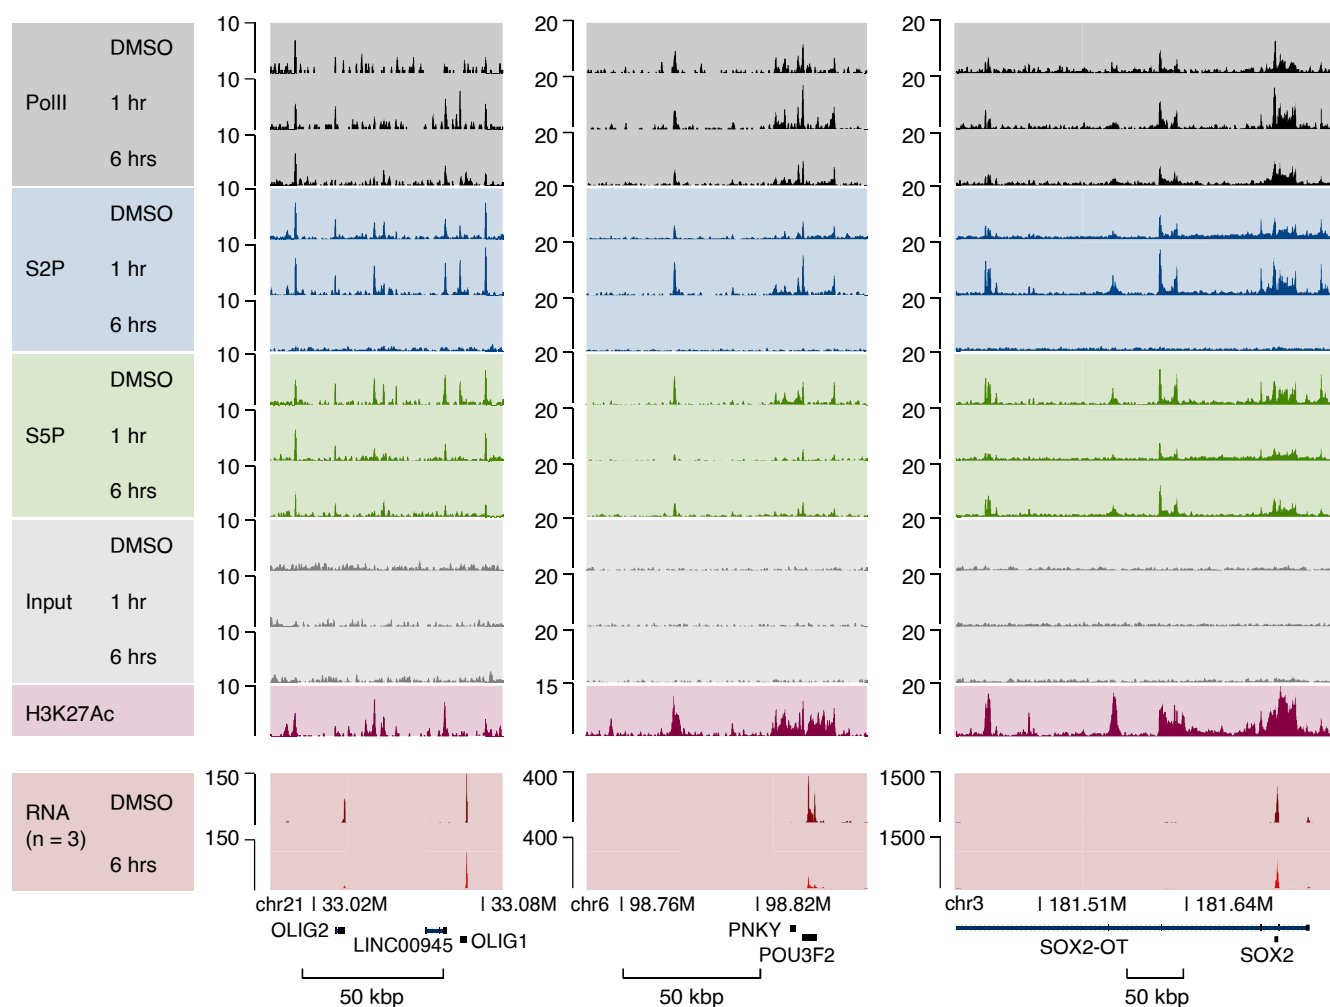 10 20 20
DMSO
10 20 20
PolII 1 hr
10 20 20
6 hrs
10 20 20
DMSO
10 20 20
S2P 1 hr
10 20 20
6 hrs
10 20 20
DMSO
10 20 20
S5P 1 hr
10 20 20
6 hrs
10 20 20
DMSO
10 20 20
Input 1 hr
10 20 20
6 hrs
10 15 20
H3K27Ac
150 400 1500
RNA DMSO
(n = 3)
150 400 1500
6 hrs
chr21 33.02M 33.08M chr6 98.76M 98.82M chr3 181.51M 181.64M
OLIG2 LINC00945 OLIG1 PNKY POU3F2 SOX2-OT SOX2
50 kbp 50 kbp 50 kbp